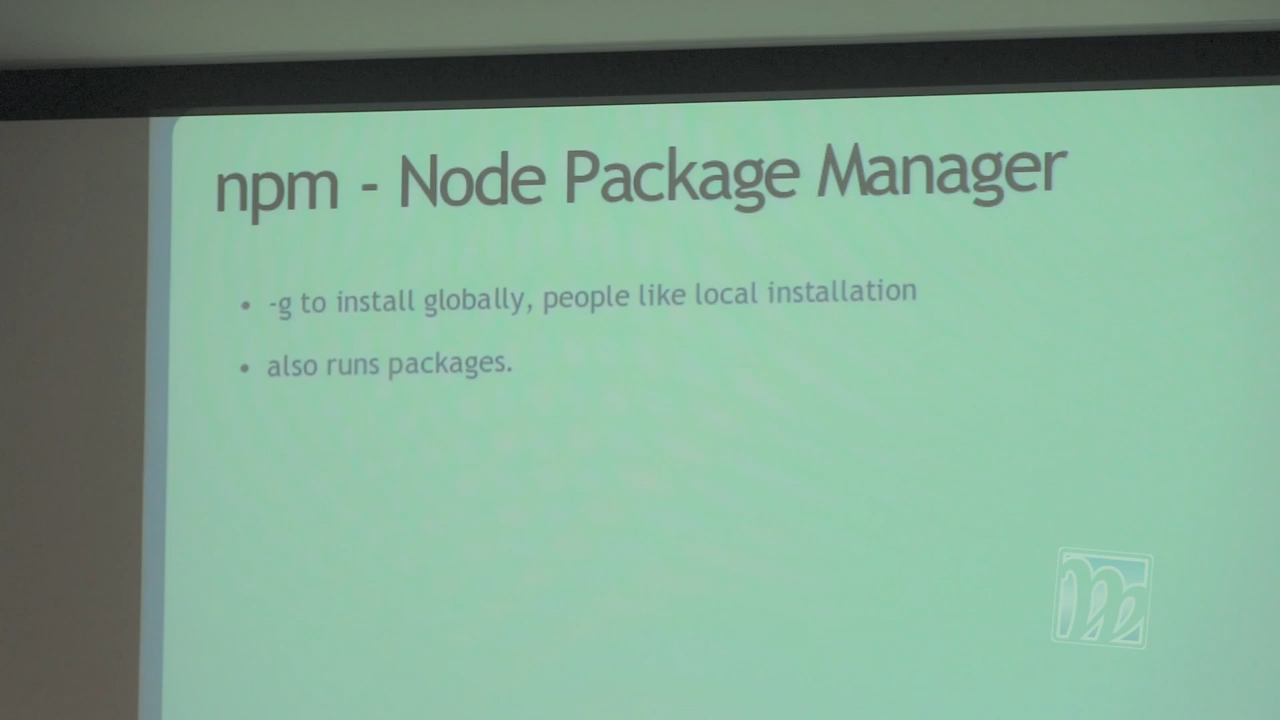 npm - Node Package Manager
• -g to install globally, people like local installation
• also runs packages.